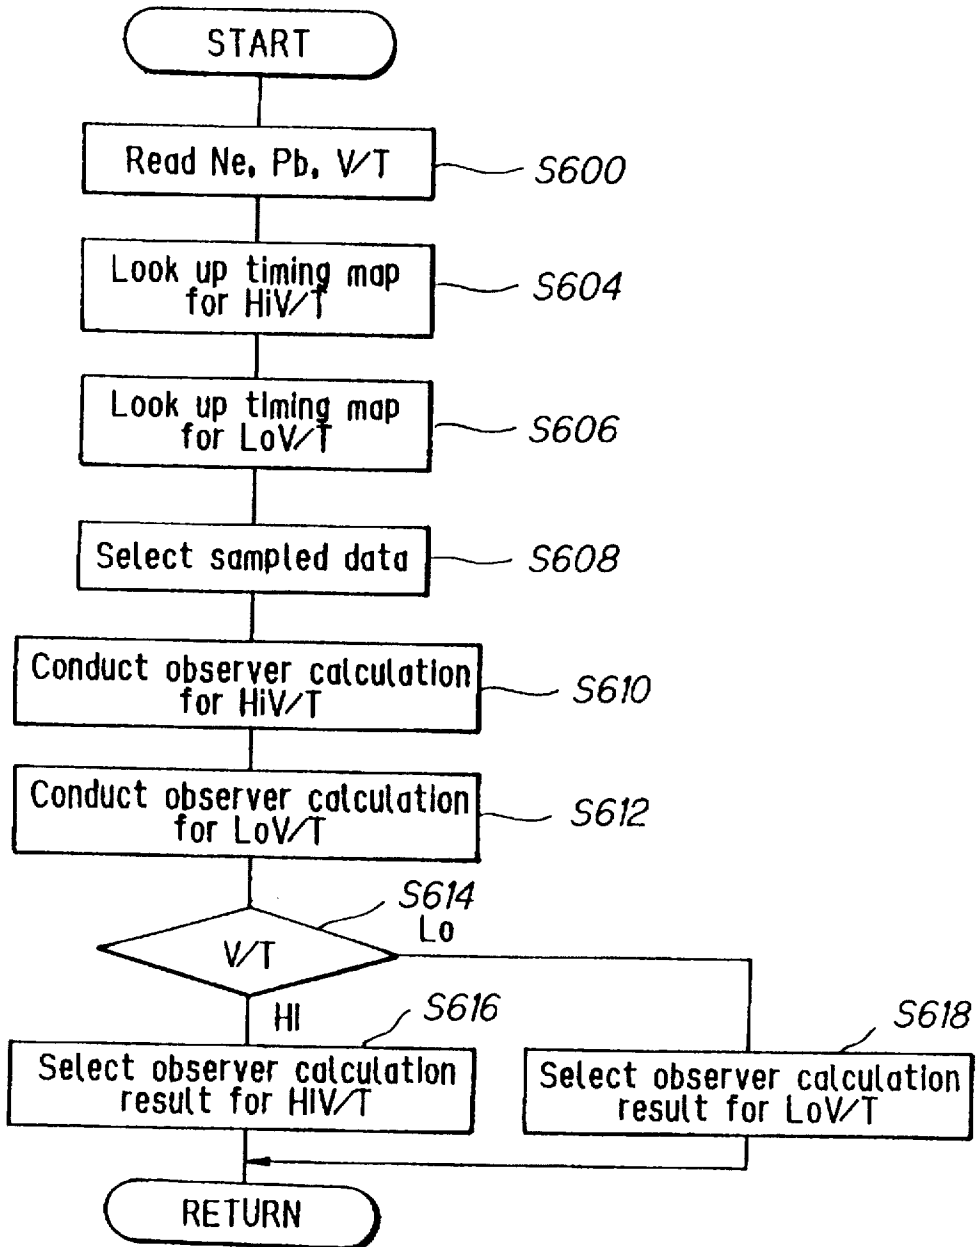 START
Read Ne, Pb, V/T
S600
Look up timing map
for HiV/T
S604
Look up timing map
for LoV/T
S606
Select sampled data
S608
Conduct observer calculation
for HiV/T
S610
Conduct observer calculation
for LoV/T
S612
S614
V/T
Lo
HI
S616
Select observer calculation
result for HiV/T
S618
Select observer calculation
result for LoV/T
RETURN